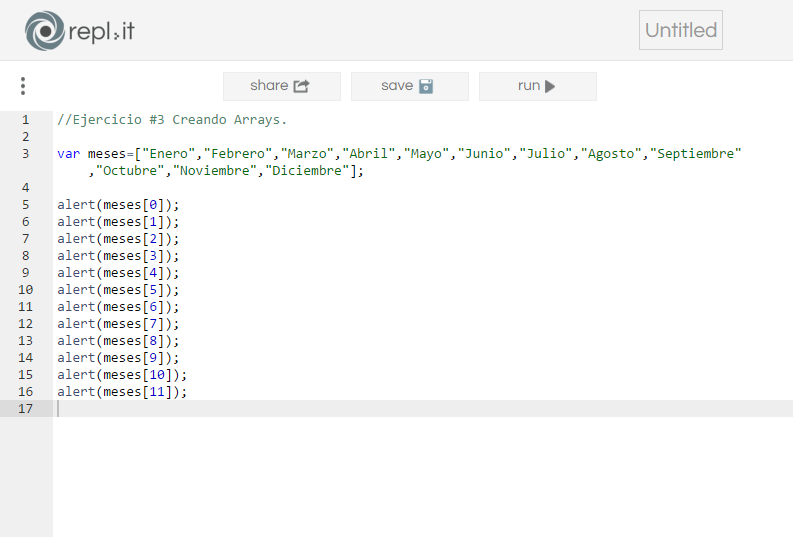 repl.it
Untitled
share save run
1 //Ejercicio #3 Creando Arrays.
2
3 var meses=["Enero","Febrero","Marzo","Abril","Mayo","Junio","Julio","Agosto","Septiembre"
,"Octubre","Noviembre","Diciembre"];
4
5 alert(meses[0]);
6 alert(meses[1]);
7 alert(meses[2]);
8 alert(meses[3]);
9 alert(meses[4]);
10 alert(meses[5]);
11 alert(meses[6]);
12 alert(meses[7]);
13 alert(meses[8]);
14 alert(meses[9]);
15 alert(meses[10]);
16 alert(meses[11]);
17